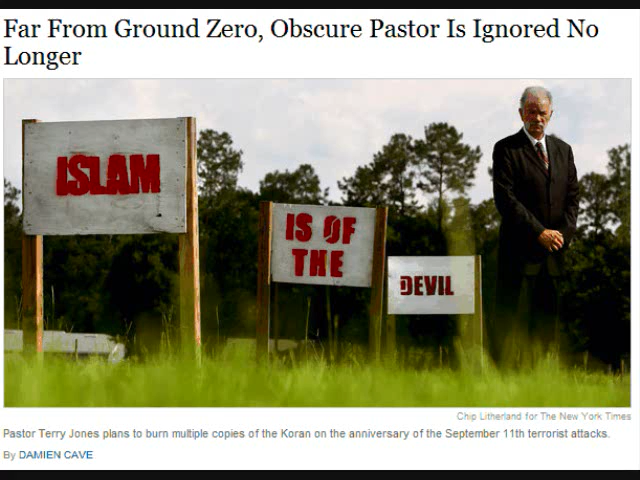 Far From Ground Zero, Obscure Pastor Is Ignored No
Longer
ISLAM
IS OF
THE
DEVIL
Chip Litherland for The New York Times
Pastor Terry Jones plans to burn multiple copies of the Koran on the anniversary of the September 11th terrorist attacks.
By DAMIEN CAVE